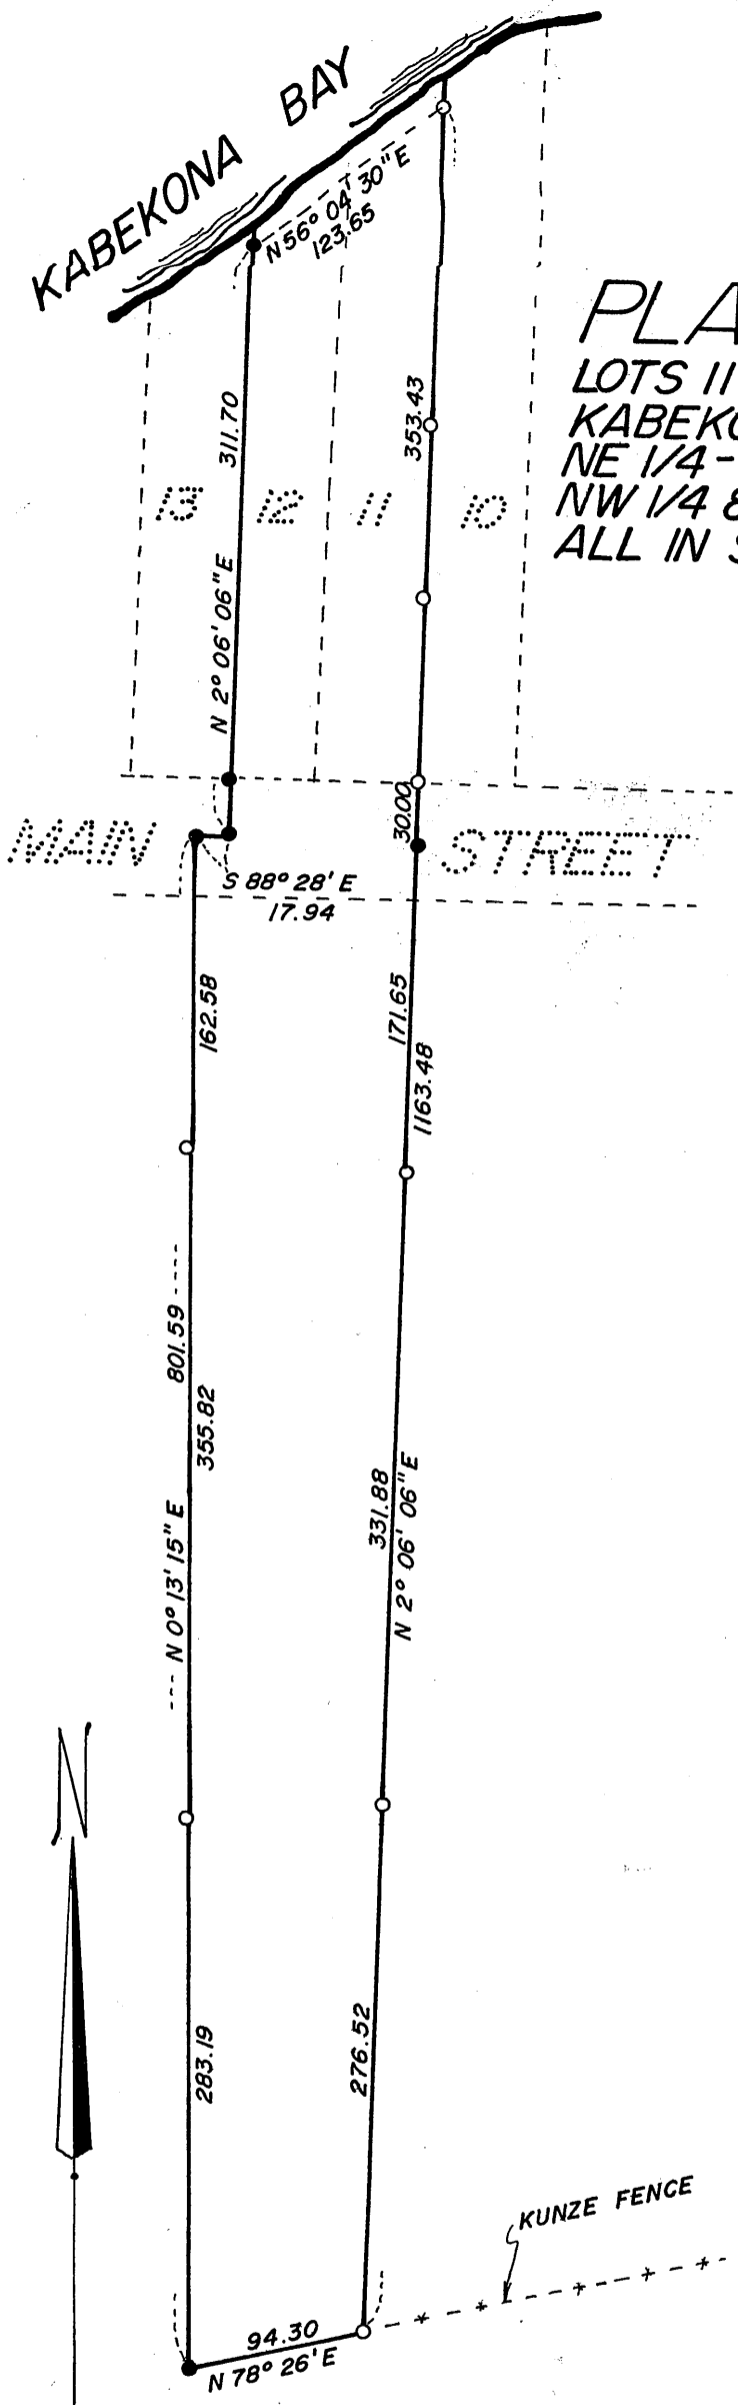 KABEKONA BAY
N 56° 04' 30" E
123.65
PLA
LOTS 11
KABEKO
NE 1/4-
NW 1/4 &
ALL IN S
311.70
353.43
13
12
11
10
N 2° 06' 06" E
30.00
MAIN STREET
S 88° 28' E
17.94
162.58
171.65
1163.48
801.59
355.82
331.88
N 0° 13' 15" E
N 2° 06' 06" E
N
283.19
276.52
KUNZE FENCE
94.30
N 78° 26' E